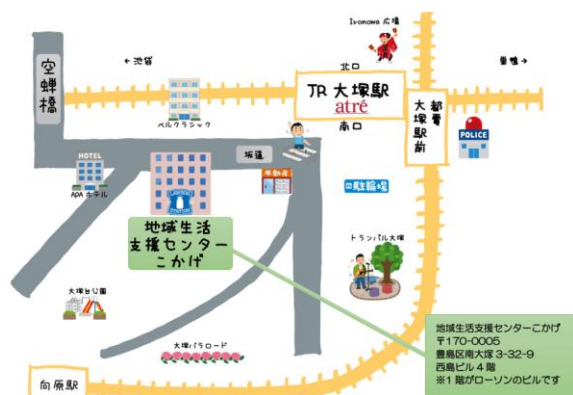 Ironowa 広場
← 池袋
北口
巣鴨 →
空蝉橋
JR 大塚駅
atré
都電
大塚駅前
ベルクラシック
南口
POLICE
HOTEL
坂道
APA ホテル
LAWSON
STATION
不動産
駐輪場
地域生活
支援センター
こかげ
トランパル大塚
大塚台公園
大塚バラロード
向原駅
地域生活支援センターこかげ
〒170-0005
豊島区南大塚 3-32-9
西島ビル 4 階
※1 階がローソンのビルです